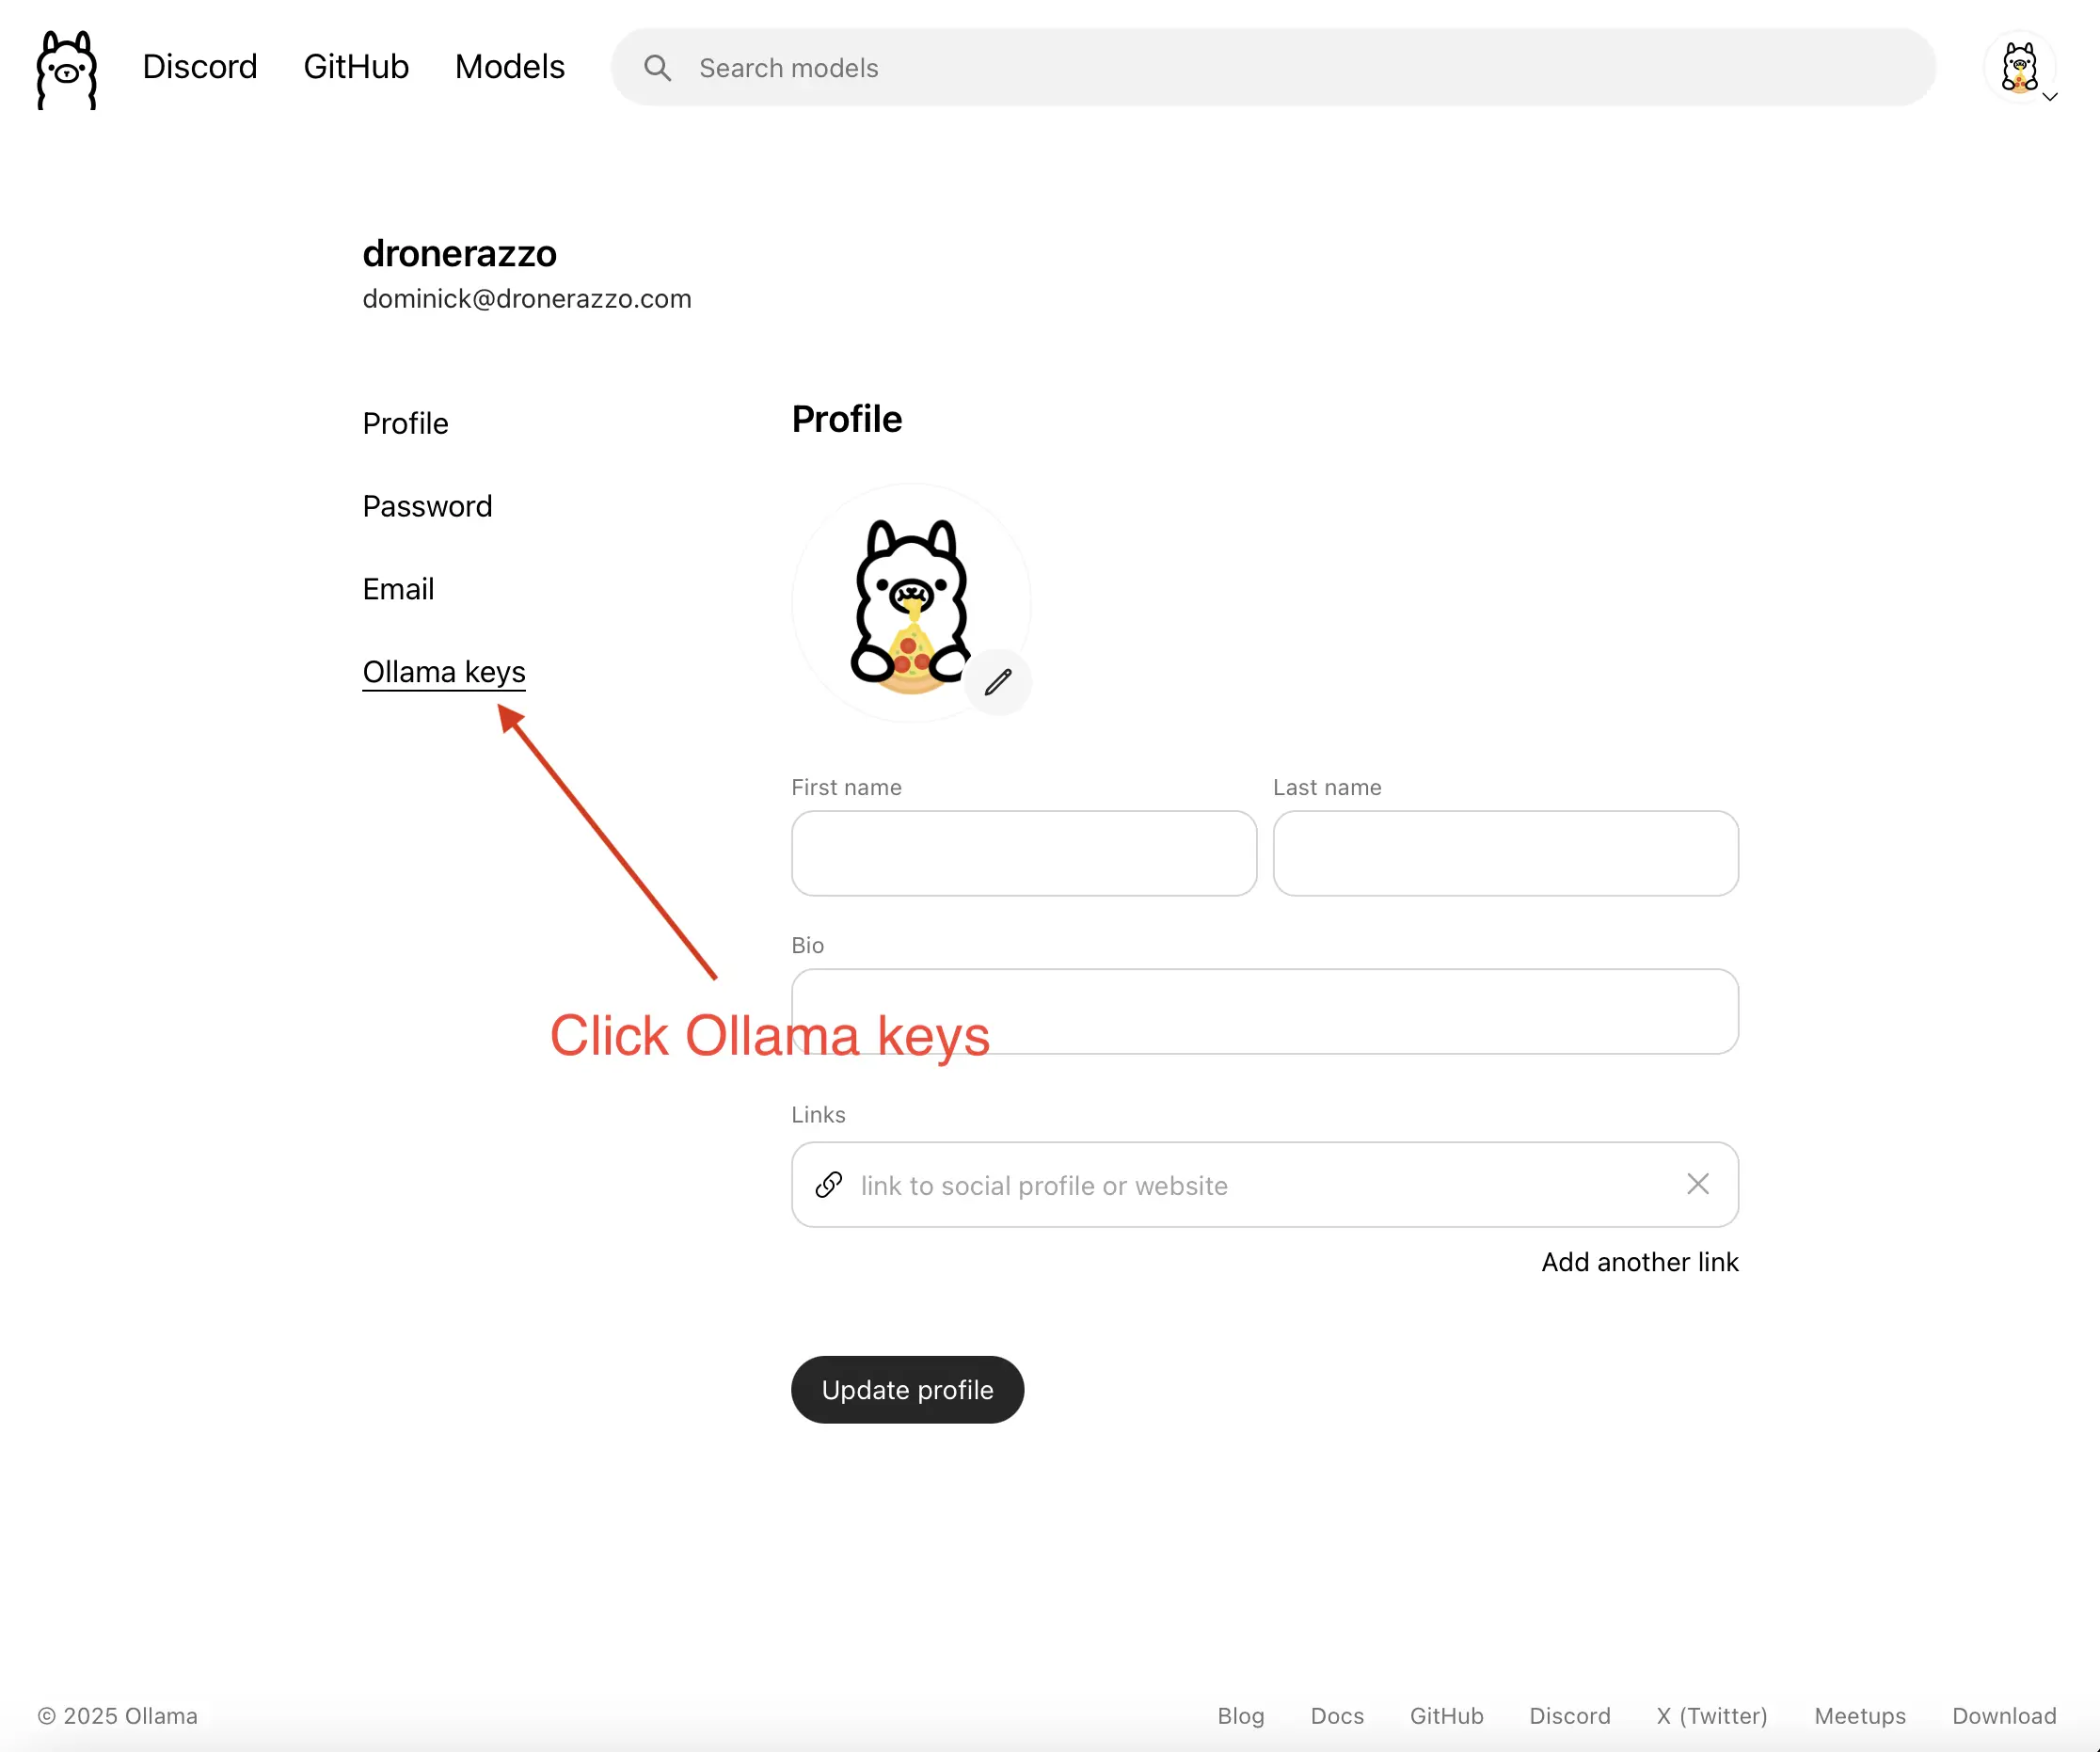 Discord GitHub Models Search models
dronerazzo
dominick@dronerazzo.com
Profile
Password
Email
Ollama keys
Profile
First name Last name
Bio
Click Ollama keys
Links
link to social profile or website
Add another link
Update profile
© 2025 Ollama Blog Docs GitHub Discord X (Twitter) Meetups Download